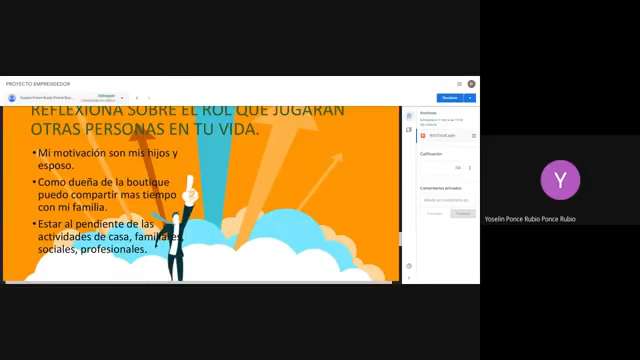 PROYECTO EMPRENDEDOR
REFLEXIONA SOBRE EL ROL QUE JUGARAN
OTRAS PERSONAS EN TU VIDA.
• Mi motivación son mis hijos y
esposo.
• Como dueña de la boutique
puedo compartir mas tiempo
con mi familia.
• Estar al pendiente de las
actividades de casa, familiares,
sociales, profesionales.
Calificación
Comentarios privados
Y
Yoselin Ponce Rubio Ponce Rubio